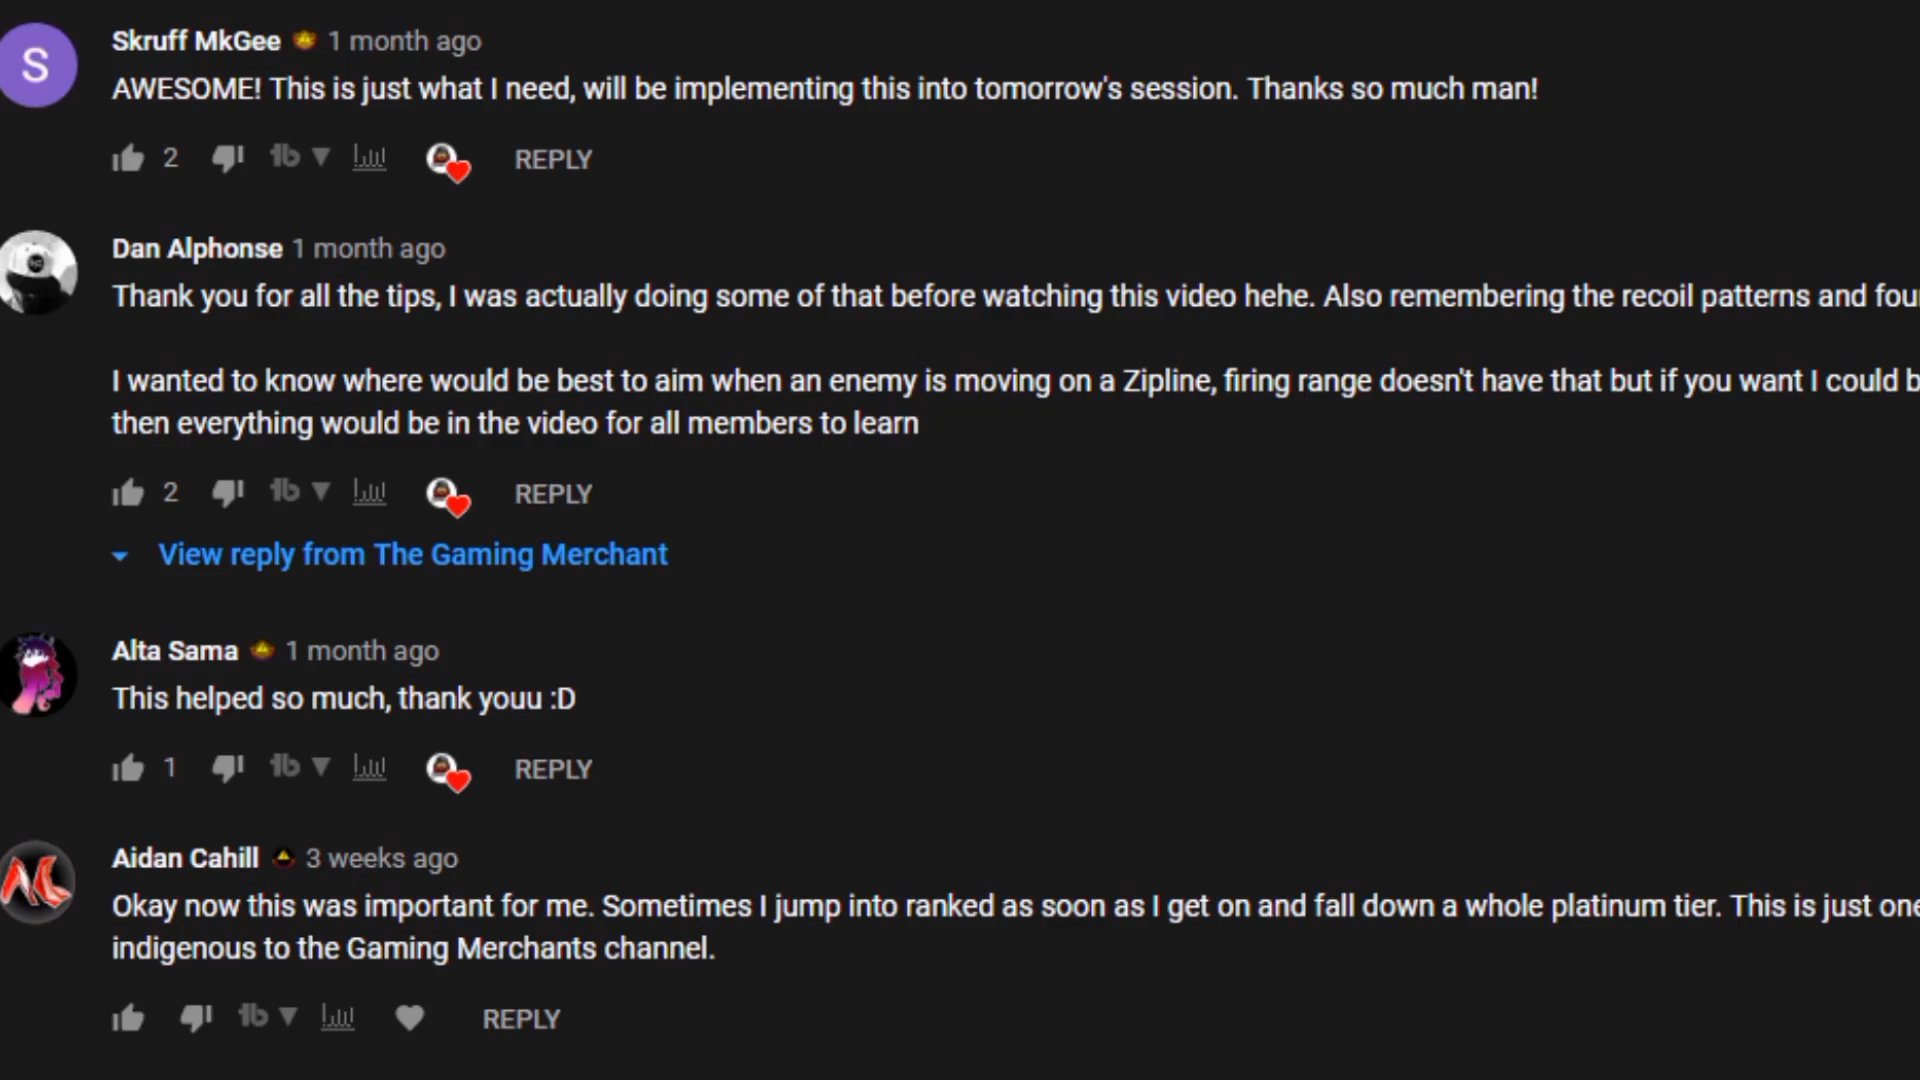 S
Skruff MkGee 1 month ago
AWESOME! This is just what I need, will be implementing this into tomorrow's session. Thanks so much man!
2 REPLY
Dan Alphonse 1 month ago
Thank you for all the tips, I was actually doing some of that before watching this video hehe. Also remembering the recoil patterns and fou
I wanted to know where would be best to aim when an enemy is moving on a Zipline, firing range doesn't have that but if you want I could b
then everything would be in the video for all members to learn
2 REPLY
View reply from The Gaming Merchant
Alta Sama 1 month ago
This helped so much, thank youu :D
1 REPLY
Aidan Cahill 3 weeks ago
Okay now this was important for me. Sometimes I jump into ranked as soon as I get on and fall down a whole platinum tier. This is just one
indigenous to the Gaming Merchants channel.
REPLY